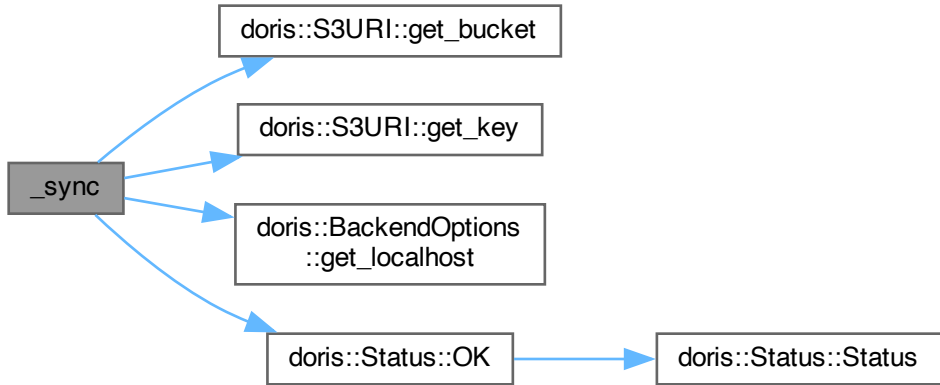 doris::S3URI::get_bucket
doris::S3URI::get_key
_sync
doris::BackendOptions
::get_localhost
doris::Status::OK
doris::Status::Status